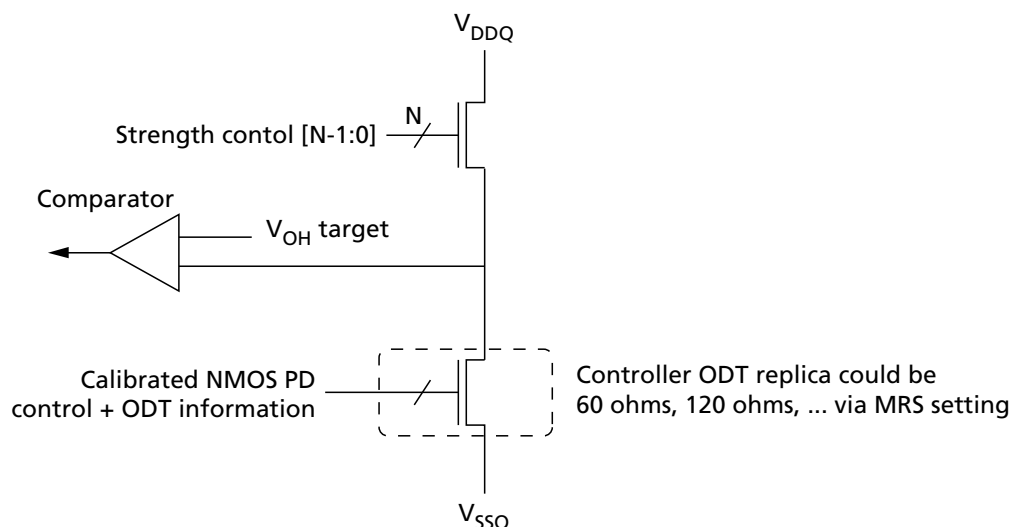 VDDQ
N
Strength contol [N-1:0]
Comparator
VOH target
Calibrated NMOS PD
control + ODT information
Controller ODT replica could be
60 ohms, 120 ohms, ... via MRS setting
VSSQ